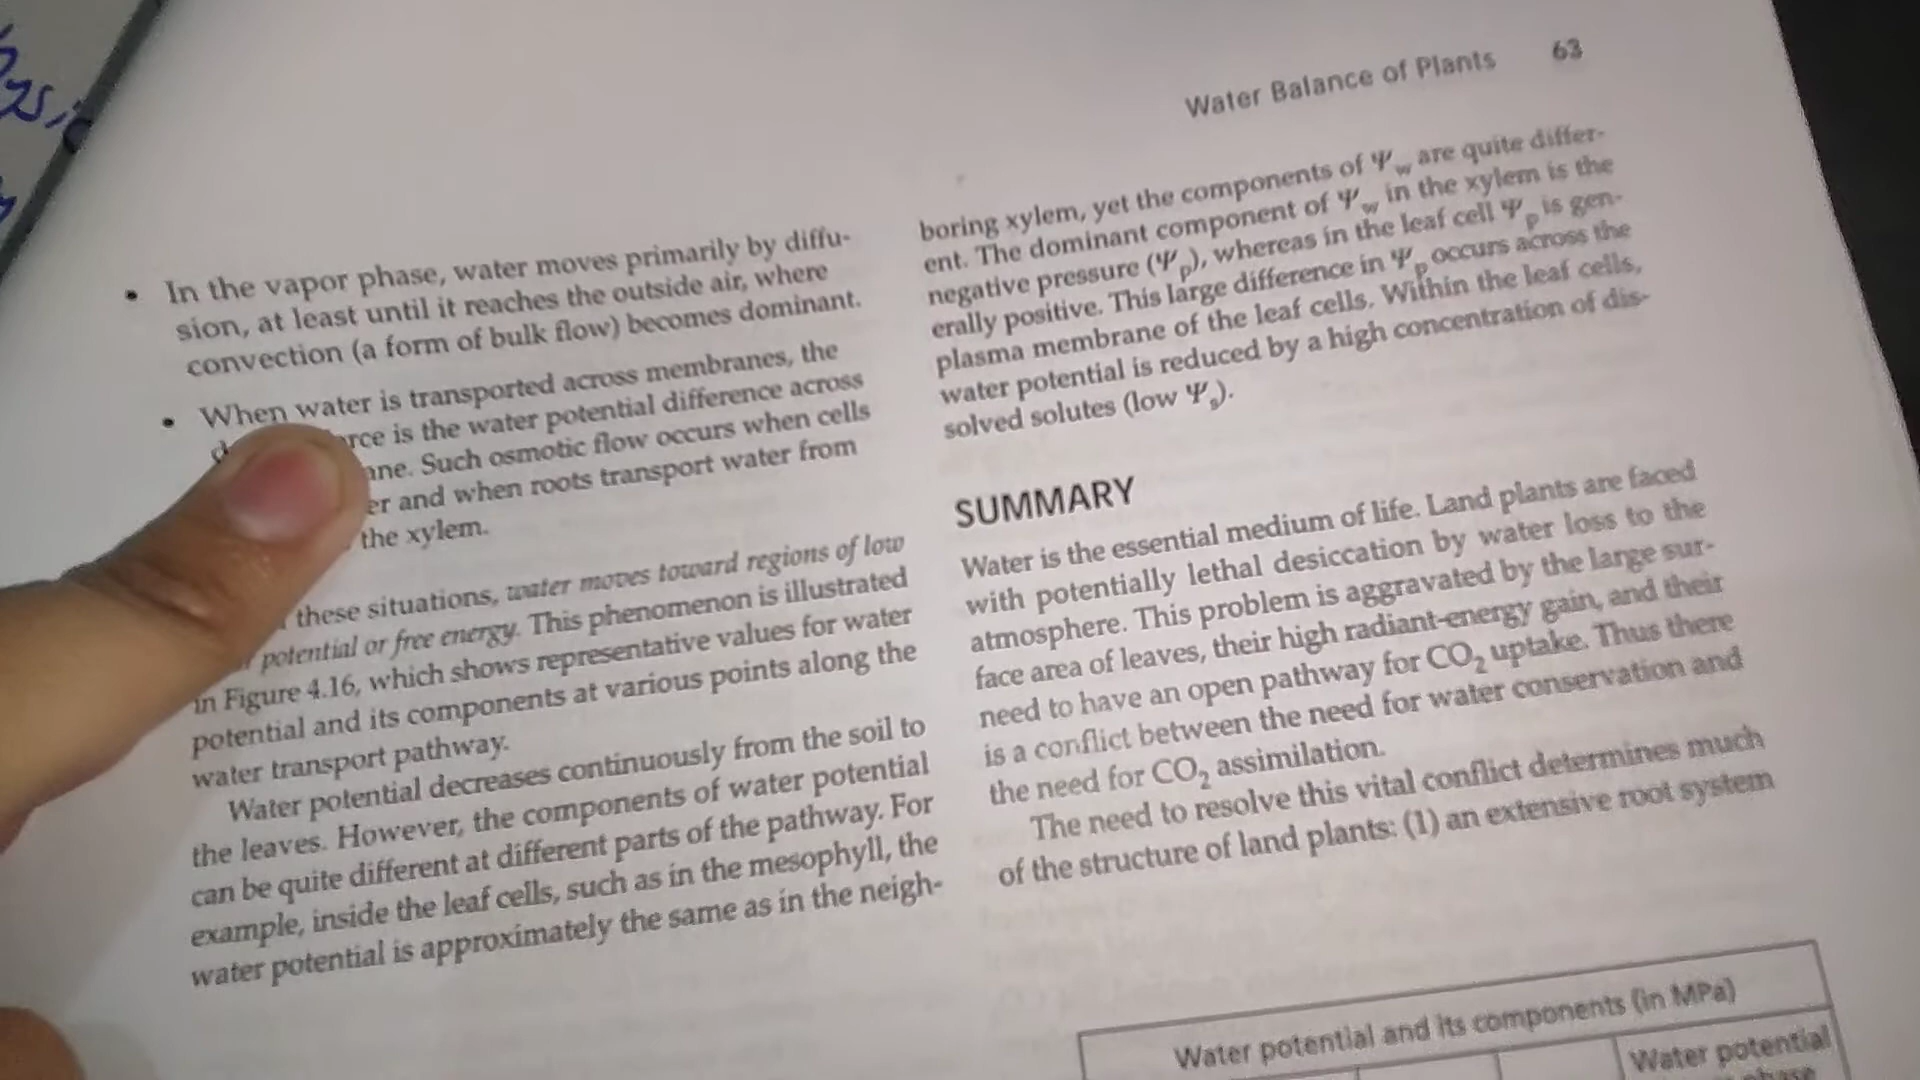 Water Balance of Plants 63
• In the vapor phase, water moves primarily by diffu-
sion, at least until it reaches the outside air, where
convection (a form of bulk flow) becomes dominant.
• When water is transported across membranes, the
rce is the water potential difference across
ane. Such osmotic flow occurs when cells
er and when roots transport water from
the xylem.
these situations, water moves toward regions of low
potential or free energy. This phenomenon is illustrated
in Figure 4.16, which shows representative values for water
potential and its components at various points along the
water transport pathway.
Water potential decreases continuously from the soil to
the leaves. However, the components of water potential
can be quite different at different parts of the pathway. For
example, inside the leaf cells, such as in the mesophyll, the
water potential is approximately the same as in the neigh-
boring xylem, yet the components of Ψw are quite differ-
ent. The dominant component of Ψw in the xylem is the
negative pressure (Ψp), whereas in the leaf cell Ψp is gen-
erally positive. This large difference in Ψp occurs across the
plasma membrane of the leaf cells. Within the leaf cells,
water potential is reduced by a high concentration of dis-
solved solutes (low Ψs).
SUMMARY
Water is the essential medium of life. Land plants are faced
with potentially lethal desiccation by water loss to the
atmosphere. This problem is aggravated by the large sur-
face area of leaves, their high radiant-energy gain, and their
need to have an open pathway for CO₂ uptake. Thus there
is a conflict between the need for water conservation and
the need for CO₂ assimilation.
The need to resolve this vital conflict determines much
of the structure of land plants: (1) an extensive root system
Water potential and its components (in MPa)
Water potential
phase